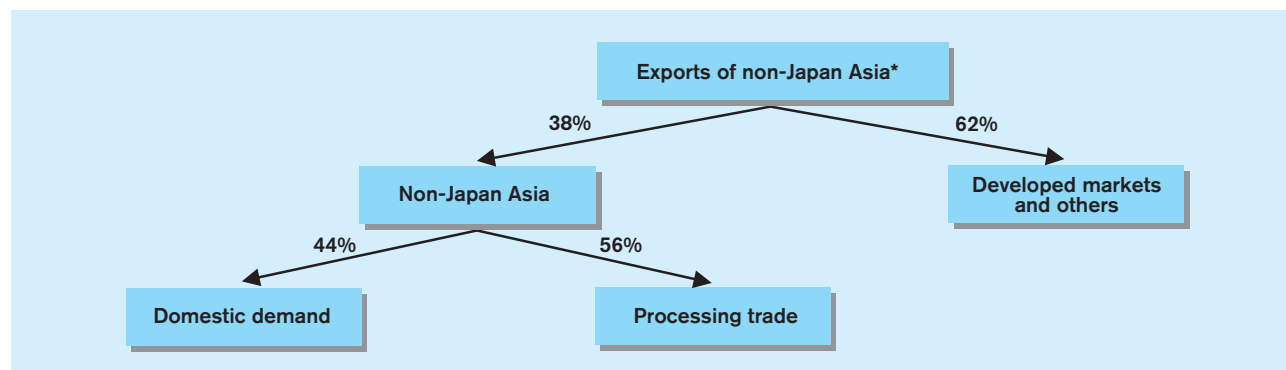 Exports of non-Japan Asia*
38%
62%
Non-Japan Asia
Developed markets
and others
44%
56%
Domestic demand
Processing trade